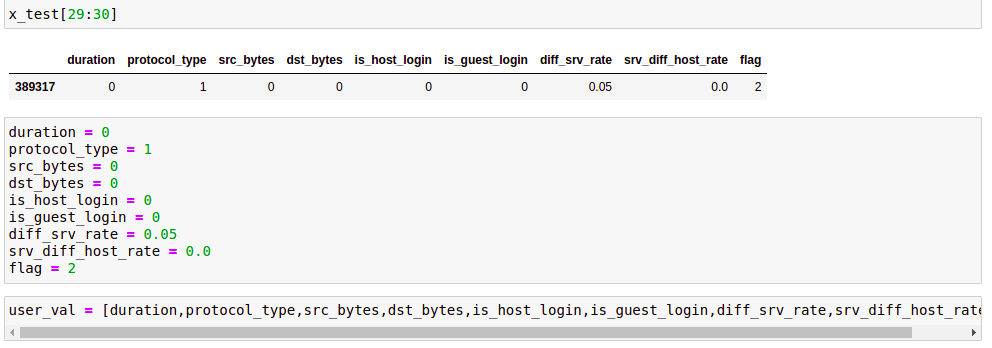 x_test[29:30]
duration protocol_type src_bytes dst_bytes is_host_login is_guest_login diff_srv_rate srv_diff_host_rate flag
389317 0 1 0 0 0 0 0.05 0.0 2
duration = 0
protocol_type = 1
src_bytes = 0
dst_bytes = 0
is_host_login = 0
is_guest_login = 0
diff_srv_rate = 0.05
srv_diff_host_rate = 0.0
flag = 2
user_val = [duration,protocol_type,src_bytes,dst_bytes,is_host_login,is_guest_login,diff_srv_rate,srv_diff_host_rate